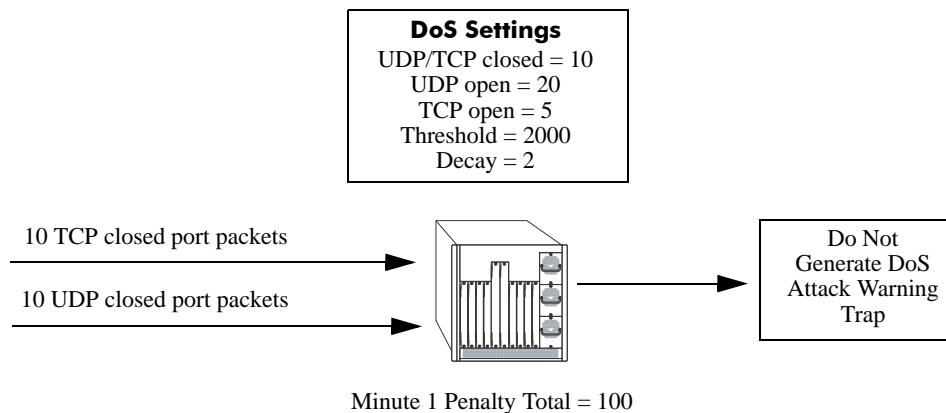 DoS Settings
UDP/TCP closed = 10
UDP open = 20
TCP open = 5
Threshold = 2000
Decay = 2
10 TCP closed port packets
10 UDP closed port packets
Do Not
Generate DoS
Attack Warning
Trap
Minute 1 Penalty Total = 100